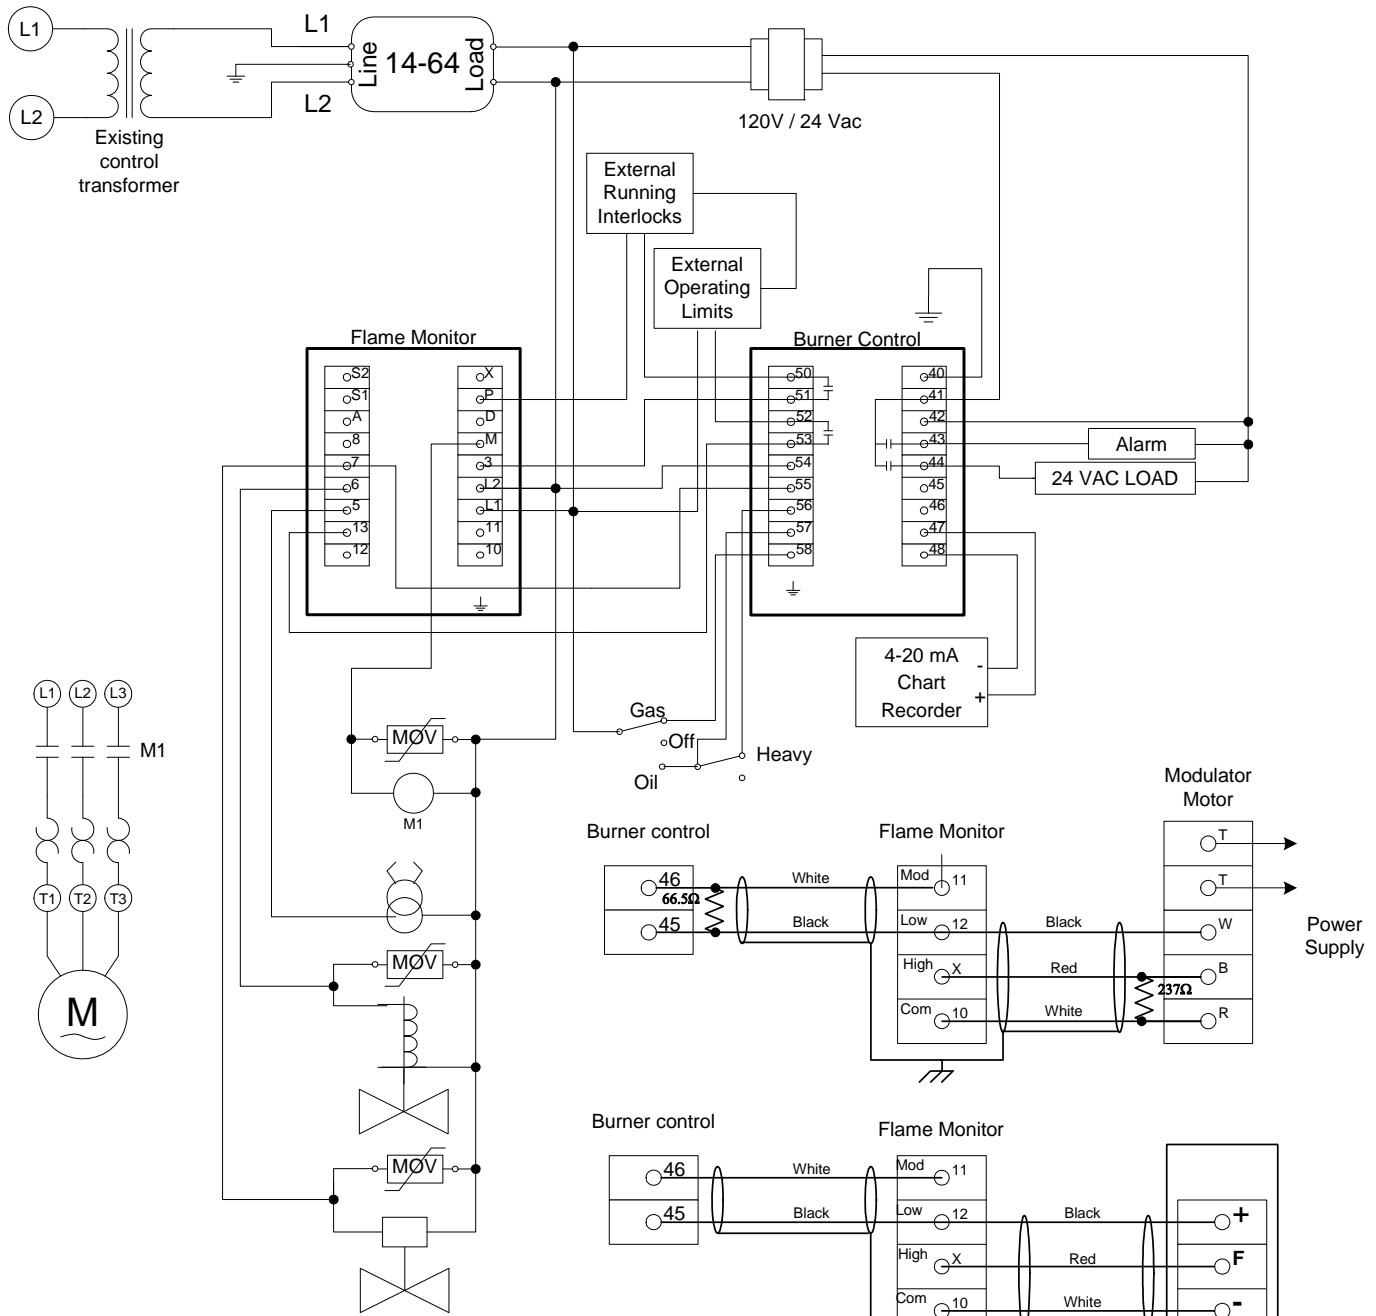 L1
L2
Existing
control
transformer
L1
L2
Line
14-64
Load
120V / 24 Vac
External
Running
Interlocks
External
Operating
Limits
Flame Monitor
S2
S1
A
8
7
6
5
13
12
X
P
D
M
3
L2
L1
11
10
Burner Control
50
51
52
53
54
55
56
57
58
40
41
42
43
44
45
46
47
48
Alarm
24 VAC LOAD
4-20 mA
Chart
Recorder
-
+
L1
L2
L3
M1
T1
T2
T3
M
MOV
M1
MOV
MOV
Gas
Off
Oil
Heavy
Burner control
46
45
66.5Ω
White
Black
Flame Monitor
Mod
11
Low
12
High
X
Com
10
Black
Red
White
237Ω
Modulator
Motor
T
T
W
B
R
Power
Supply
Burner control
46
45
White
Black
Flame Monitor
Mod
11
Low
12
High
X
Com
10
Black
Red
White
+
F
-